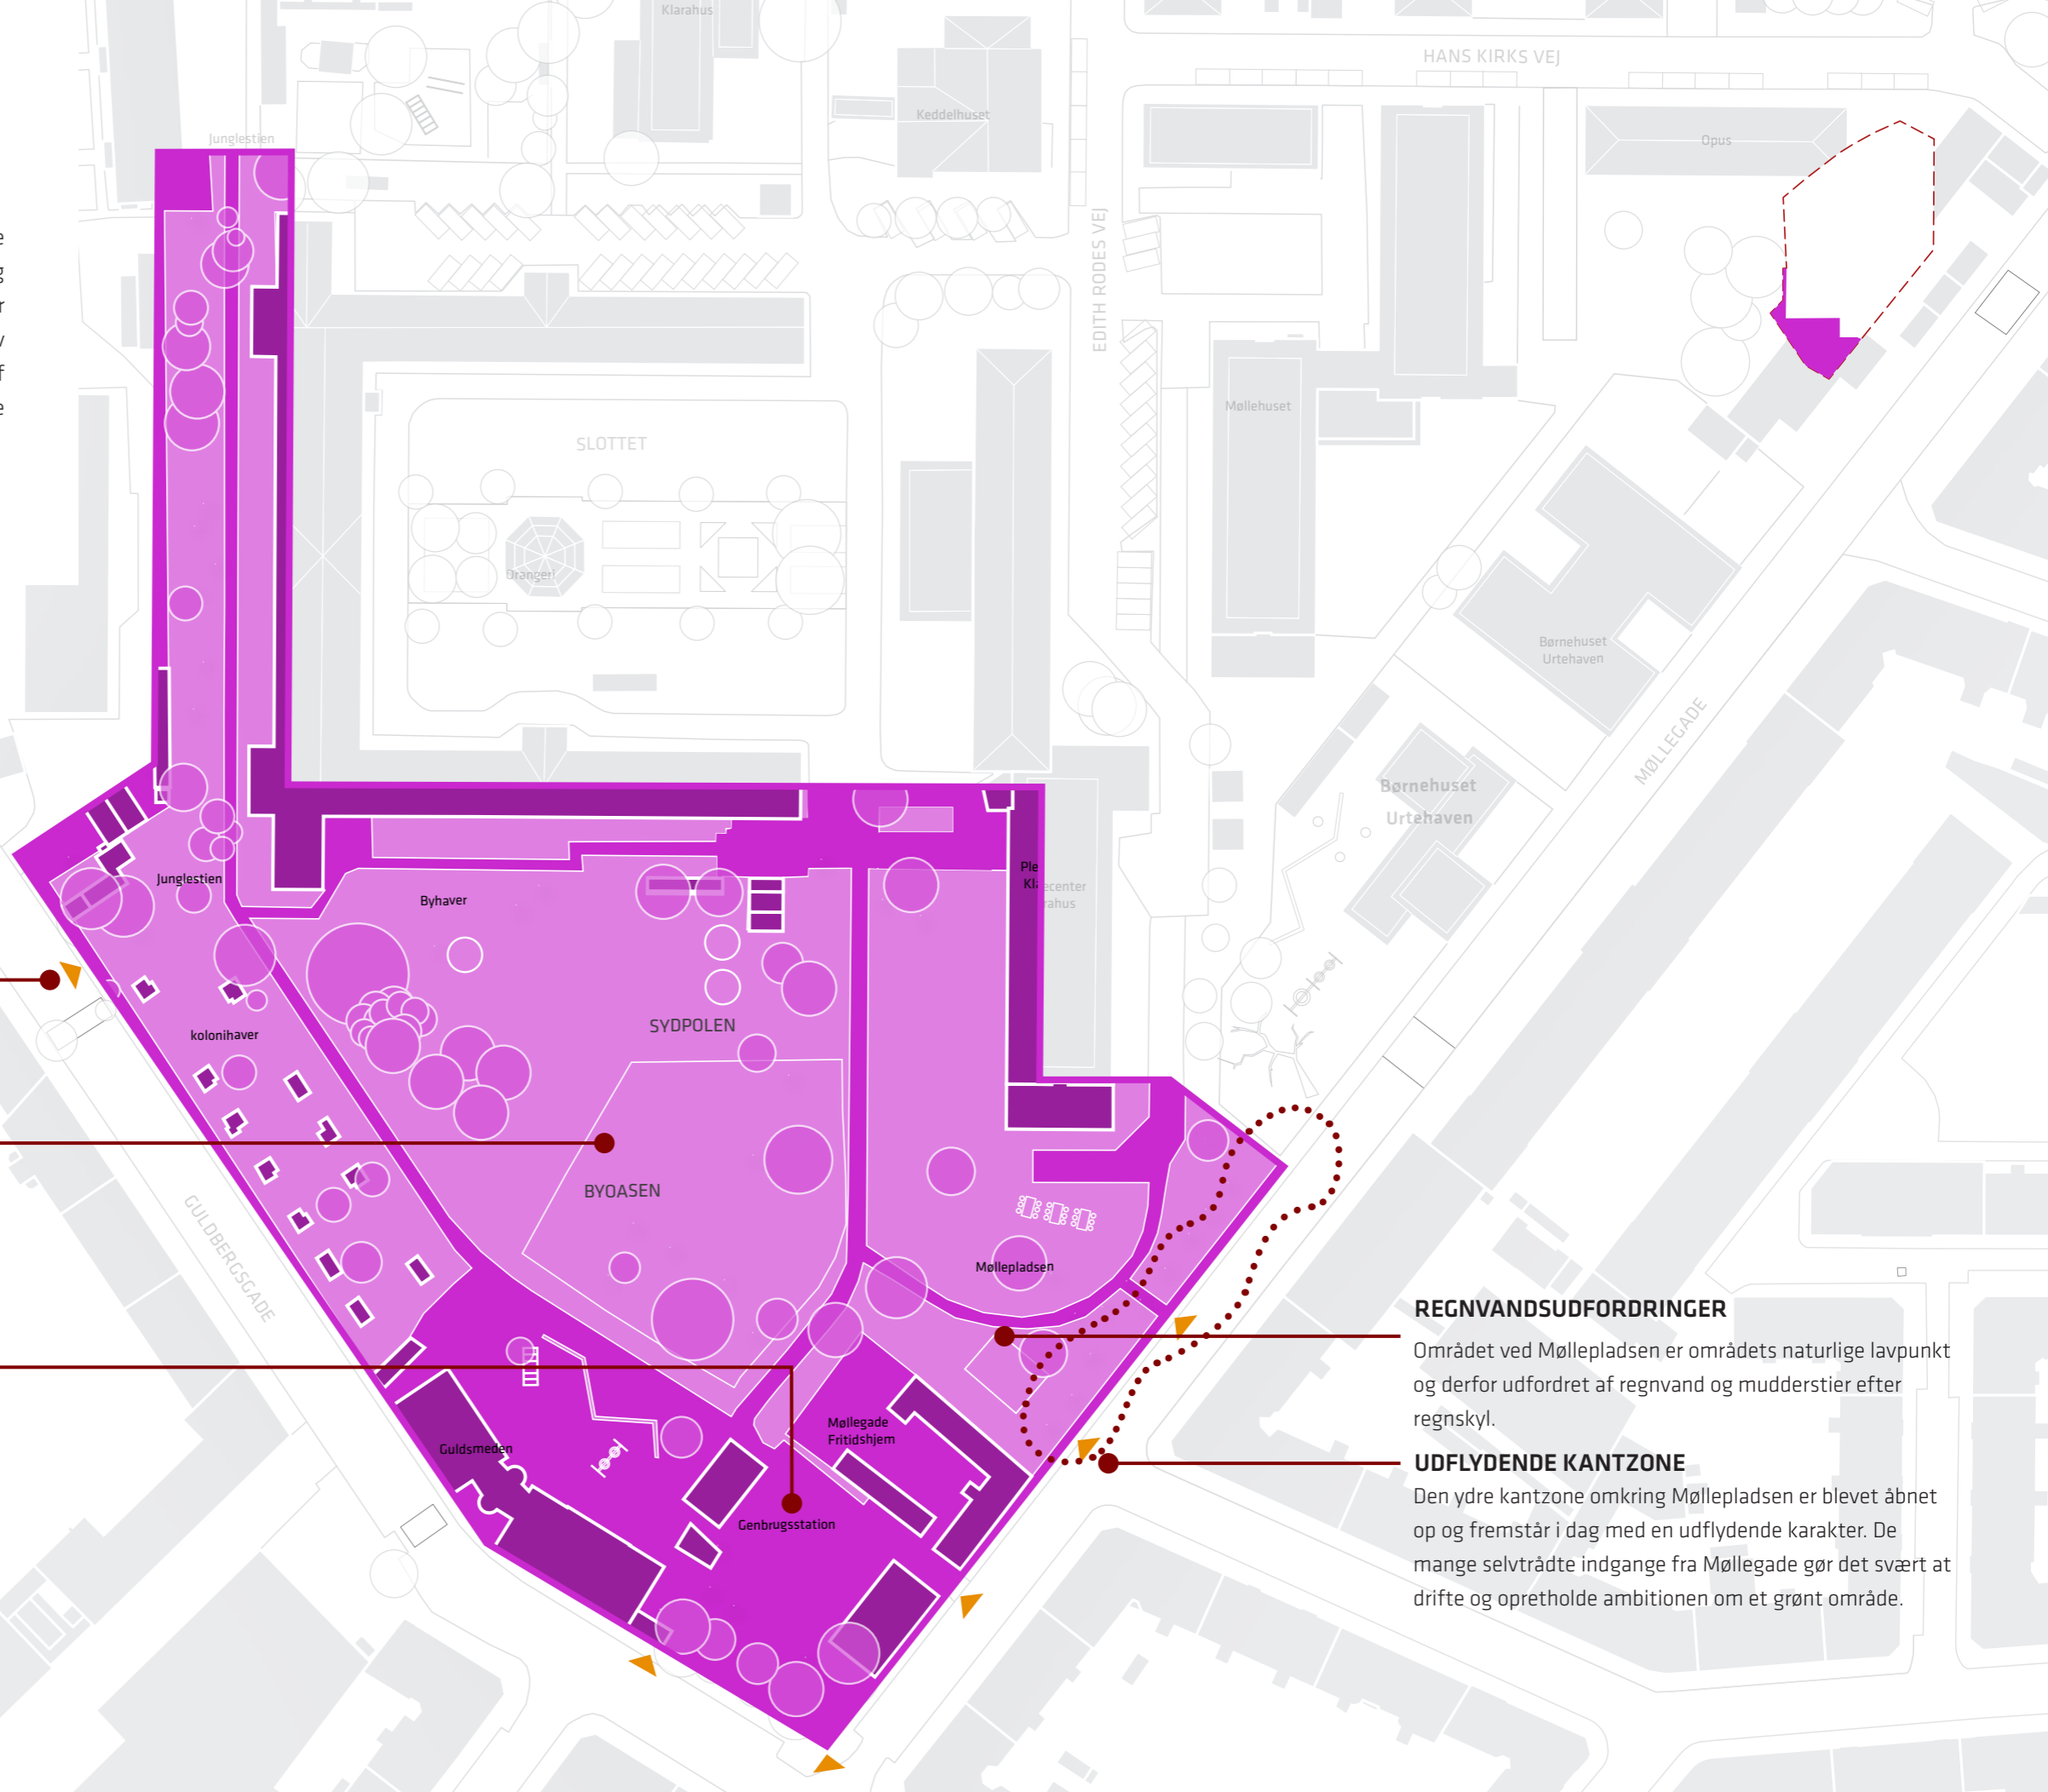 Klarahus
HANS KIRKS VEJ
Keddelhuset
Junglestien
Opus
e
g
r
v
f
e
EDITH RODES VEJ
Møllehuset
SLOTTET
Orangeri
Børnehuset
Urtehaven
MØLLEGADE
Børnehuset
Urtehaven
Junglestien
Byhaver
Plejecenter
Klarahus
SYDPOLEN
kolonihaver
BYOASEN
GULDBERGSGADE
Møllepladsen
REGNVANDSUDFORDRINGER
Området ved Møllepladsen er områdets naturlige lavpunkt
og derfor udfordret af regnvand og mudderstier efter
regnskyl.
Møllegade
Fritidshjem
Guldsmeden
Genbrugsstation
UDFLYDENDE KANTZONE
Den ydre kantzone omkring Møllepladsen er blevet åbnet
op og fremstår i dag med en udflydende karakter. De
mange selvtrådte indgange fra Møllegade gør det svært at
drifte og opretholde ambitionen om et grønt område.